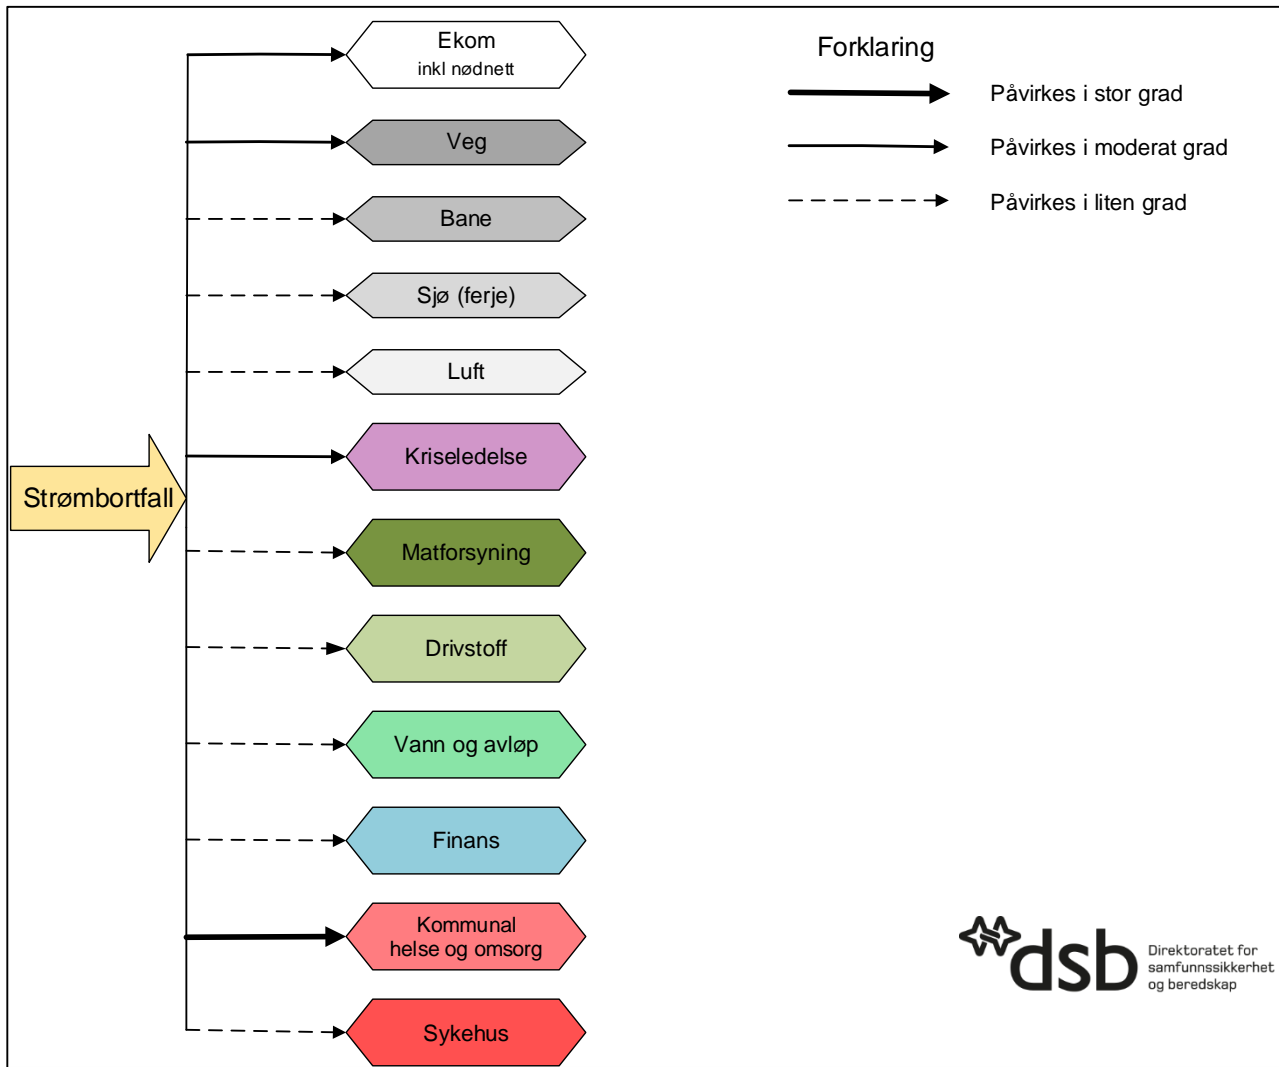 Ekom
inkl nødnett
Veg
Bane
Sjø (ferje)
Luft
Kriseledelse
Strømbortfall
Matforsyning
Drivstoff
Vann og avløp
Finans
Kommunal
helse og omsorg
Sykehus
Forklaring
Påvirkes i stor grad
Påvirkes i moderat grad
Påvirkes i liten grad
dsb
Direktoratet for
samfunnssikkerhet
og beredskap